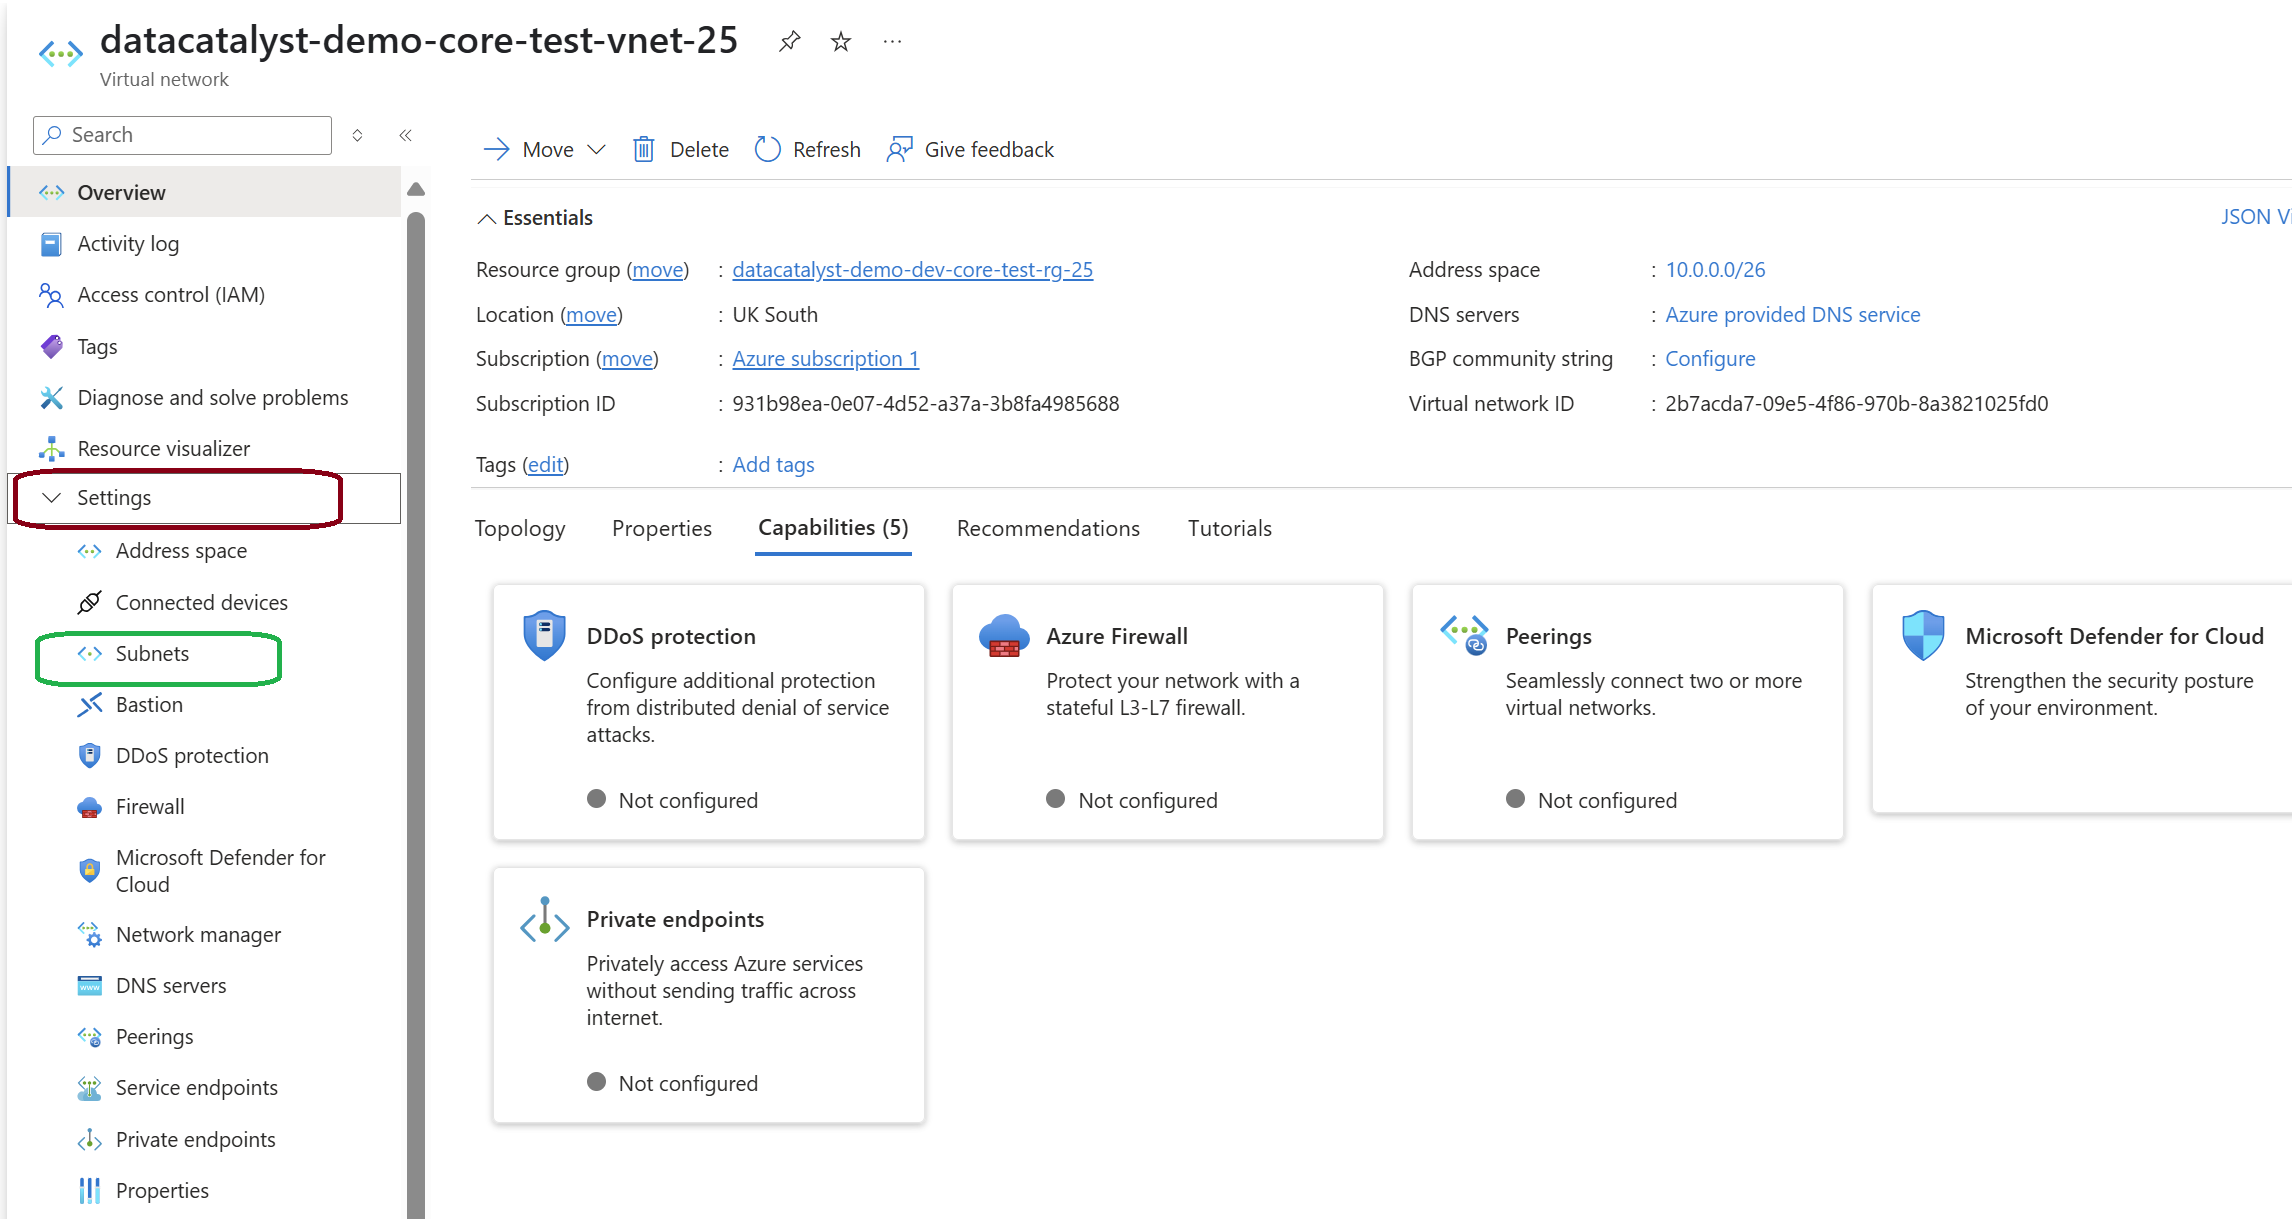 datacatalyst-demo-core-test-vnet-25
Virtual network
Search
Move
Delete
Refresh
Give feedback
Overview
Activity log
Access control (IAM)
Tags
Diagnose and solve problems
Resource visualizer
Settings
Address space
Connected devices
Subnets
Bastion
DDoS protection
Firewall
Microsoft Defender for
Cloud
Network manager
DNS servers
Peerings
Service endpoints
Private endpoints
Properties
Essentials
JSON Vi
Resource group (move) : datacatalyst-demo-dev-core-test-rg-25
Location (move) : UK South
Subscription (move) : Azure subscription 1
Subscription ID : 931b98ea-0e07-4d52-a37a-3b8fa4985688
Tags (edit) : Add tags
Address space : 10.0.0.0/26
DNS servers : Azure provided DNS service
BGP community string : Configure
Virtual network ID : 2b7acda7-09e5-4f86-970b-8a3821025fd0
Topology
Properties
Capabilities (5)
Recommendations
Tutorials
DDoS protection
Configure additional protection
from distributed denial of service
attacks.
Not configured
Azure Firewall
Protect your network with a
stateful L3-L7 firewall.
Not configured
Peerings
Seamlessly connect two or more
virtual networks.
Not configured
Microsoft Defender for Cloud
Strengthen the security posture
of your environment.
Private endpoints
Privately access Azure services
without sending traffic across
internet.
Not configured